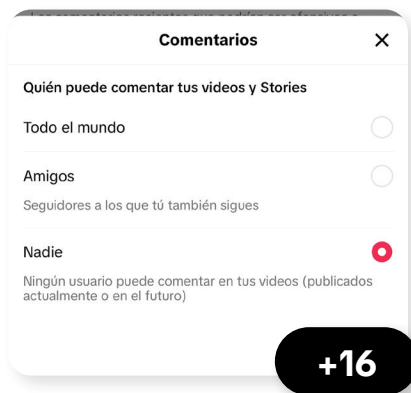 Comentarios
Quién puede comentar tus videos y Stories
Todo el mundo
Amigos
Seguidores a los que tú también sigues
Nadie
Ningún usuario puede comentar en tus videos (publicados
actualmente o en el futuro)
+16